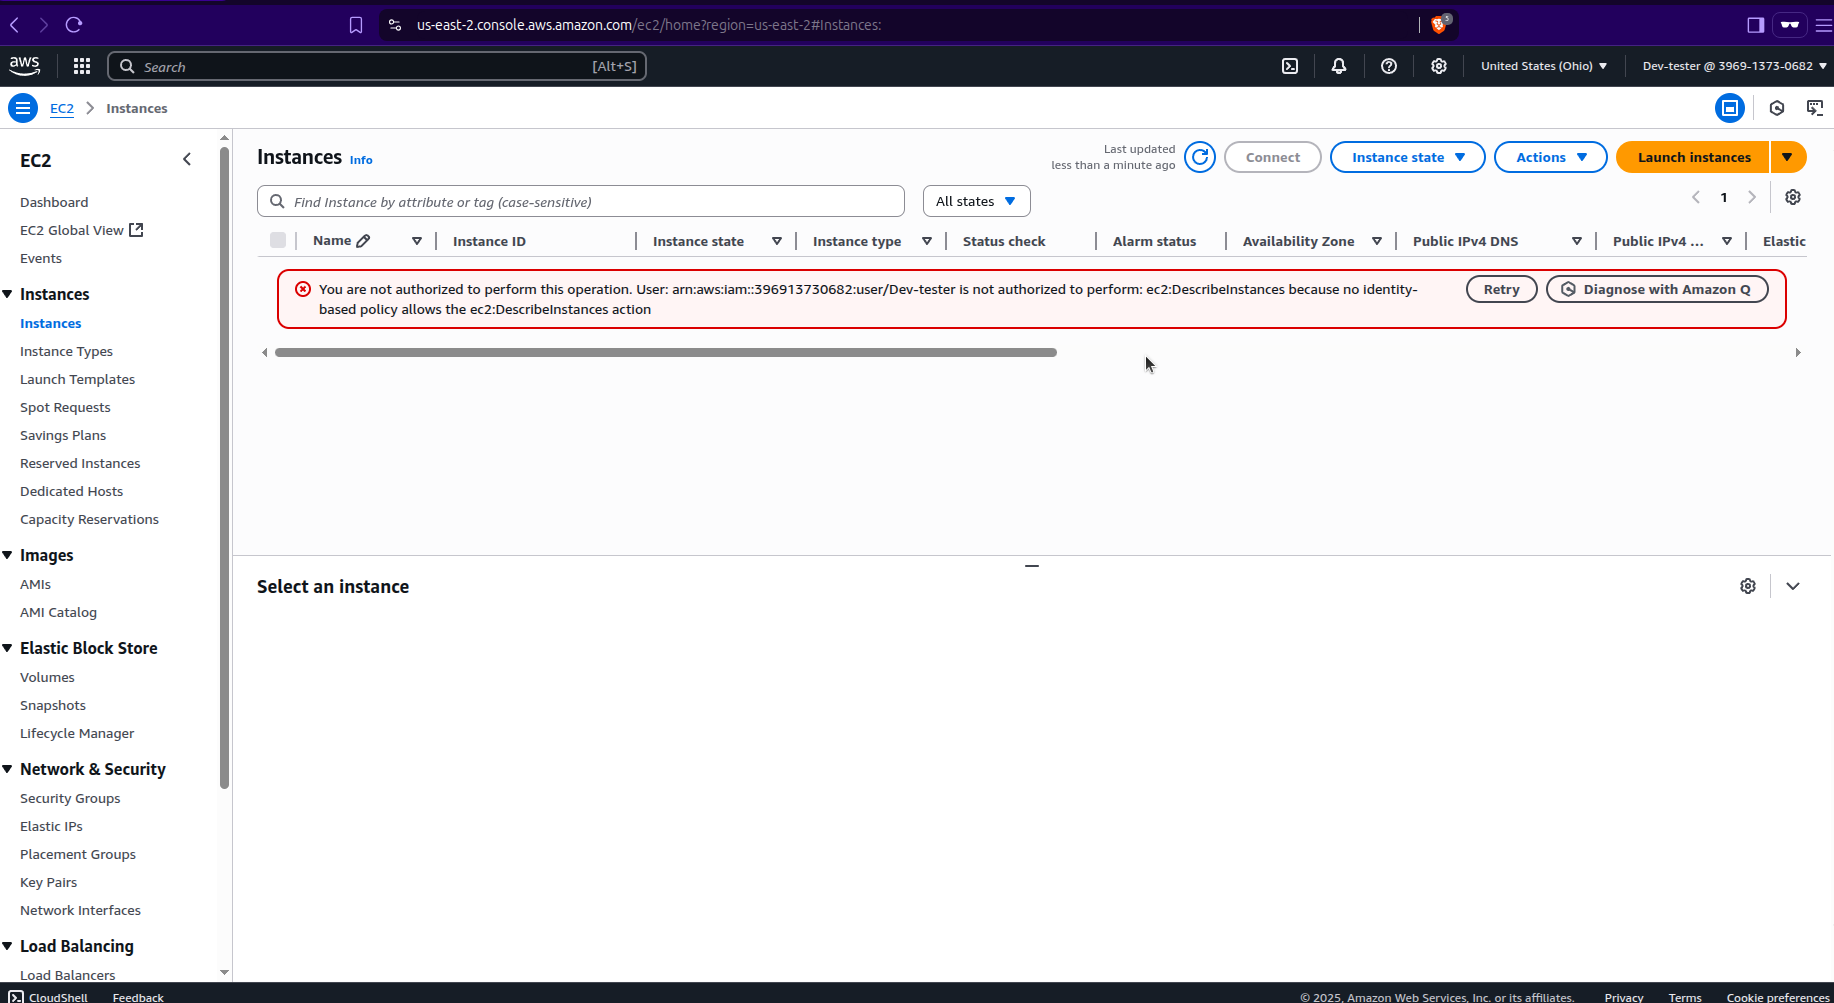 us-east-2.console.aws.amazon.com/ec2/home?region=us-east-2#Instances:
5
aws
Search
[Alt+S]
United States (Ohio)
Dev-tester @ 3969-1373-0682
EC2
Instances
EC2
Dashboard
EC2 Global View
Events
Instances
Instances
Instance Types
Launch Templates
Spot Requests
Savings Plans
Reserved Instances
Dedicated Hosts
Capacity Reservations
Images
AMIs
AMI Catalog
Elastic Block Store
Volumes
Snapshots
Lifecycle Manager
Network & Security
Security Groups
Elastic IPs
Placement Groups
Key Pairs
Network Interfaces
Load Balancing
Load Balancers
Instances Info
Last updated
less than a minute ago
Connect
Instance state
Actions
Launch instances
Find Instance by attribute or tag (case-sensitive)
All states
1
Name
Instance ID
Instance state
Instance type
Status check
Alarm status
Availability Zone
Public IPv4 DNS
Public IPv4 ...
Elastic
You are not authorized to perform this operation. User: arn:aws:iam::396913730682:user/Dev-tester is not authorized to perform: ec2:DescribeInstances because no identity-
based policy allows the ec2:DescribeInstances action
Retry
Diagnose with Amazon Q
Select an instance
CloudShell
Feedback
© 2025, Amazon Web Services, Inc. or its affiliates.
Privacy
Terms
Cookie preferences